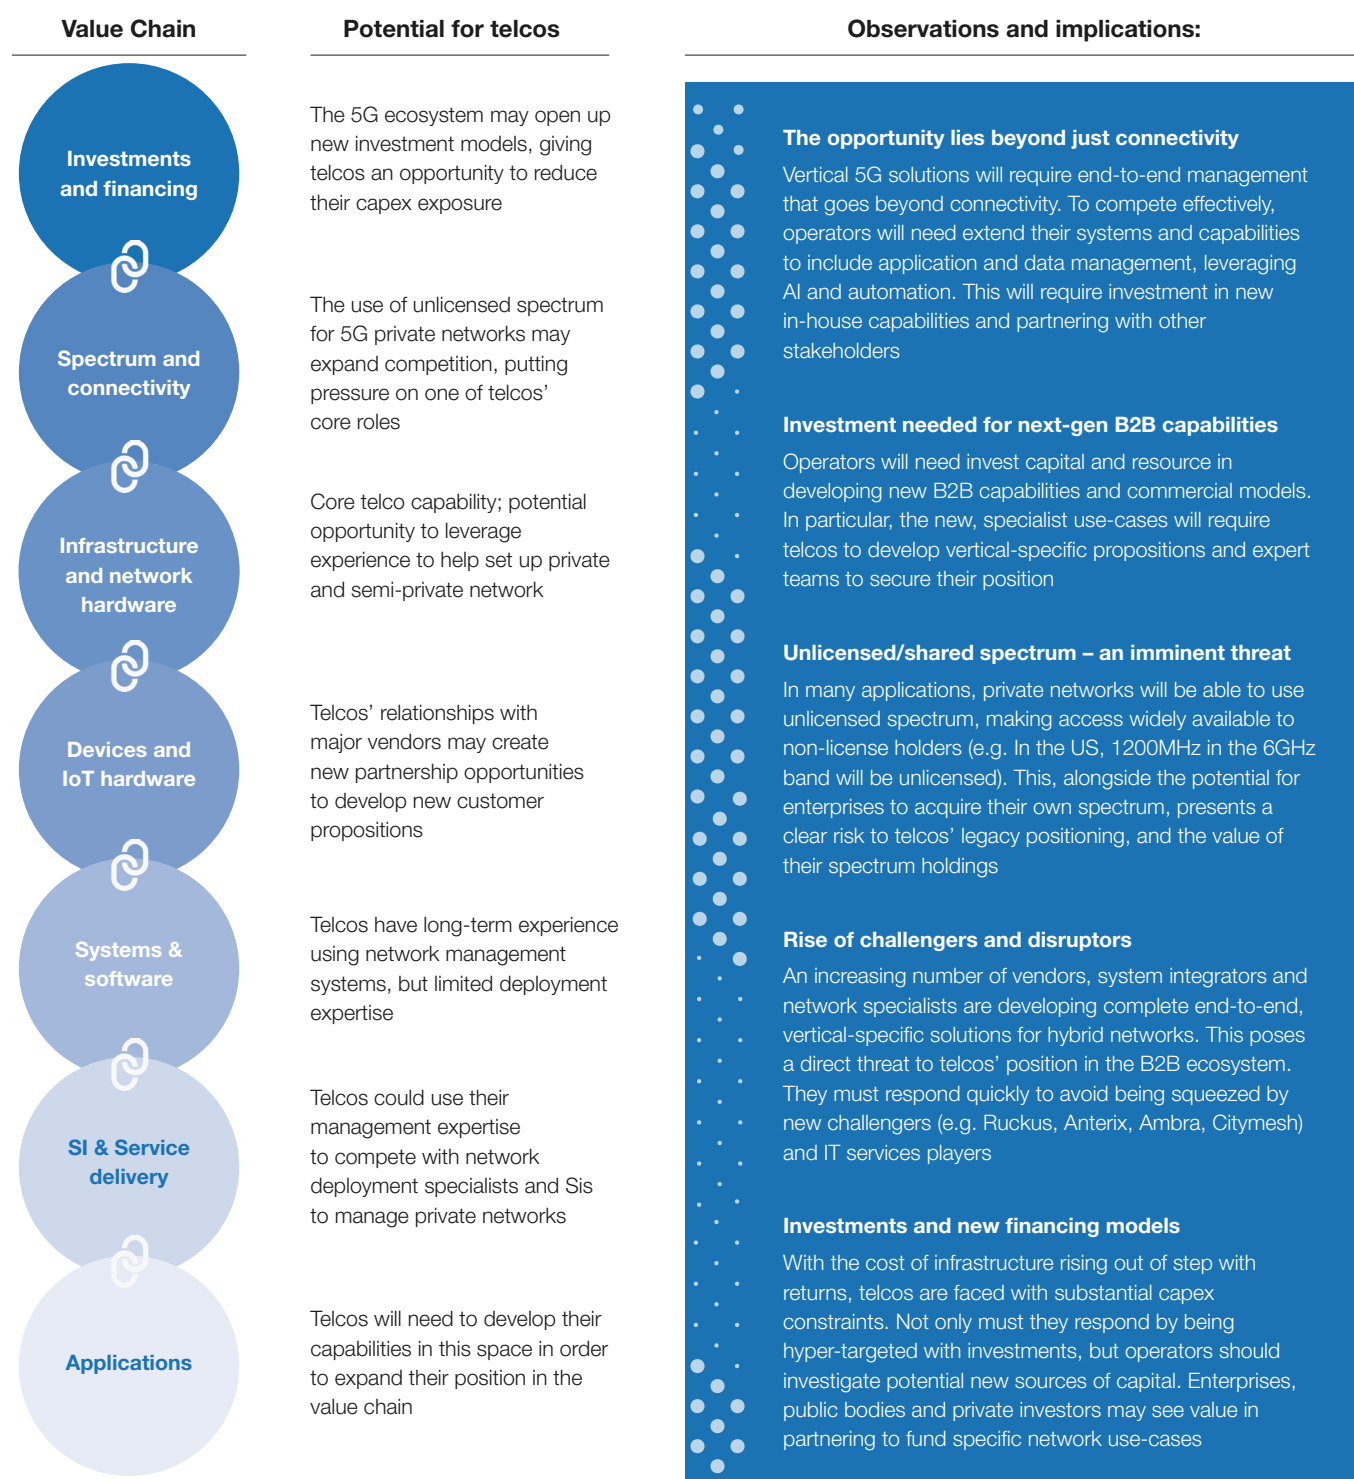 Value Chain
Potential for telcos
Observations and implications:
Investments
and financing
The 5G ecosystem may open up
new investment models, giving
telcos an opportunity to reduce
their capex exposure
Spectrum and
connectivity
The use of unlicensed spectrum
for 5G private networks may
expand competition, putting
pressure on one of telcos’
core roles
Infrastructure
and network
hardware
Core telco capability; potential
opportunity to leverage
experience to help set up private
and semi-private network
Devices and
IoT hardware
Telcos’ relationships with
major vendors may create
new partnership opportunities
to develop new customer
propositions
Systems &
software
Telcos have long-term experience
using network management
systems, but limited deployment
expertise
SI & Service
delivery
Telcos could use their
management expertise
to compete with network
deployment specialists and Sis
to manage private networks
Applications
Telcos will need to develop their
capabilities in this space in order
to expand their position in the
value chain
The opportunity lies beyond just connectivity
Vertical 5G solutions will require end-to-end management
that goes beyond connectivity. To compete effectively,
operators will need extend their systems and capabilities
to include application and data management, leveraging
AI and automation. This will require investment in new
in-house capabilities and partnering with other
stakeholders
Investment needed for next-gen B2B capabilities
Operators will need invest capital and resource in
developing new B2B capabilities and commercial models.
In particular, the new, specialist use-cases will require
telcos to develop vertical-specific propositions and expert
teams to secure their position
Unlicensed/shared spectrum – an imminent threat
In many applications, private networks will be able to use
unlicensed spectrum, making access widely available to
non-license holders (e.g. In the US, 1200MHz in the 6GHz
band will be unlicensed). This, alongside the potential for
enterprises to acquire their own spectrum, presents a
clear risk to telcos’ legacy positioning, and the value of
their spectrum holdings
Rise of challengers and disruptors
An increasing number of vendors, system integrators and
network specialists are developing complete end-to-end,
vertical-specific solutions for hybrid networks. This poses
a direct threat to telcos’ position in the B2B ecosystem.
They must respond quickly to avoid being squeezed by
new challengers (e.g. Ruckus, Anterix, Ambra, Citymesh)
and IT services players
Investments and new financing models
With the cost of infrastructure rising out of step with
returns, telcos are faced with substantial capex
constraints. Not only must they respond by being
hyper-targeted with investments, but operators should
investigate potential new sources of capital. Enterprises,
public bodies and private investors may see value in
partnering to fund specific network use-cases